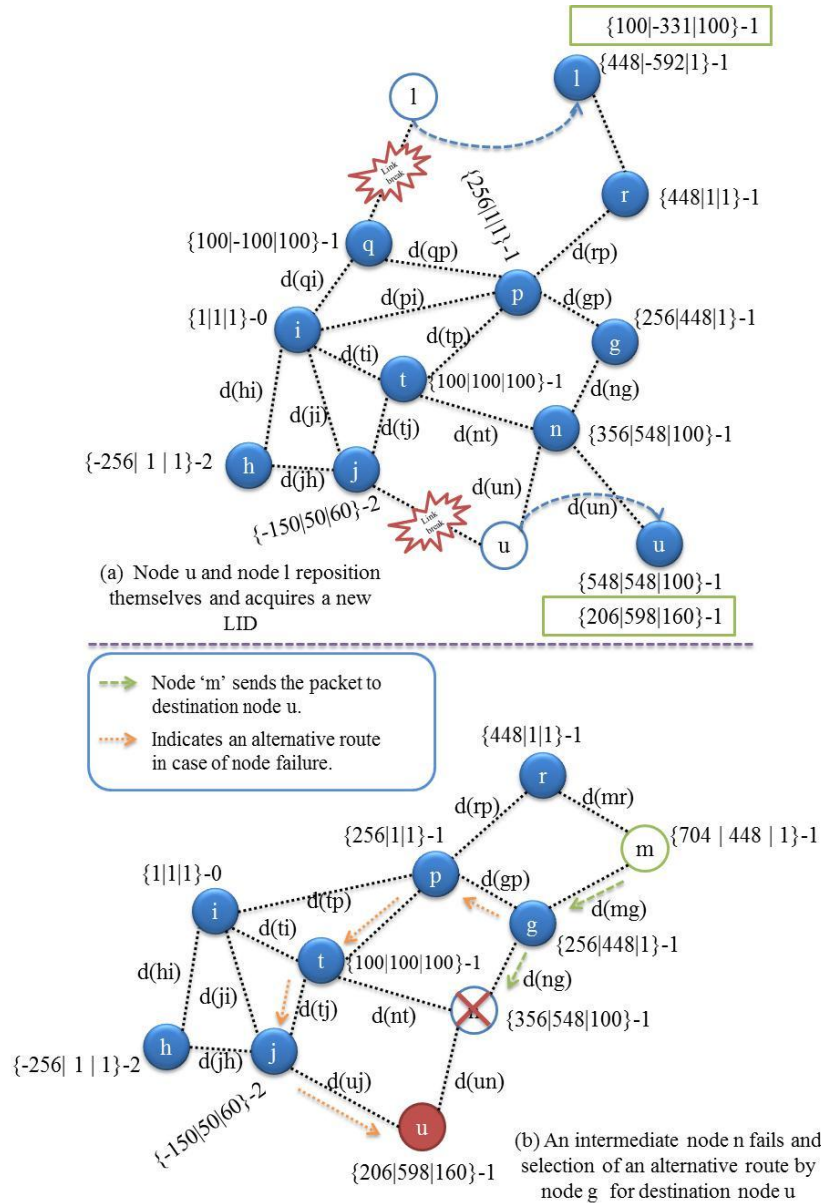 {100|-331|100}-1
{448|-592|1}-1
l
l
Link
break
{256|1|1}-1
r
{448|1|1}-1
{100|-100|100}-1
q
d(qp)
d(rp)
d(qi)
d(pi)
p
d(gp)
{1|1|1}-0
i
d(tp)
{256|448|1}-1
g
d(ti)
t
{100|100|100}-1
d(hi)
d(ji)
d(tj)
d(ng)
d(nt)
n
{356|548|100}-1
{-256| 1 | 1}-2
h
d(jh)
j
d(un)
{-150|50|60}-2
Link
break
d(un)
u
u
(a) Node u and node l reposition
themselves and acquires a new
LID
{548|548|100}-1
{206|598|160}-1
Node ‘m’ sends the packet to
destination node u.
Indicates an alternative route
in case of node failure.
{448|1|1}-1
r
d(rp)
d(mr)
{256|1|1}-1
m
{704 | 448 | 1}-1
{1|1|1}-0
p
d(gp)
i
d(tp)
d(mg)
g
d(ti)
{256|448|1}-1
t
{100|100|100}-1
d(hi)
d(ng)
d(ji)
d(tj)
d(nt)
{356|548|100}-1
{-256| 1 | 1}-2
h
d(jh)
j
d(uj)
d(un)
{-150|50|60}-2
u
{206|598|160}-1
(b) An intermediate node n fails and
selection of an alternative route by
node g for destination node u